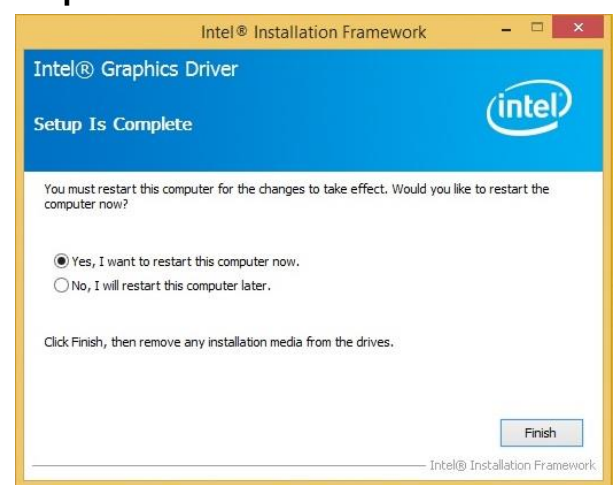 Intel® Installation Framework
Intel® Graphics Driver
Setup Is Complete
intel
You must restart this computer for the changes to take effect. Would you like to restart the
computer now?
Yes, I want to restart this computer now.
No, I will restart this computer later.
Click Finish, then remove any installation media from the drives.
Finish
Intel® Installation Framework